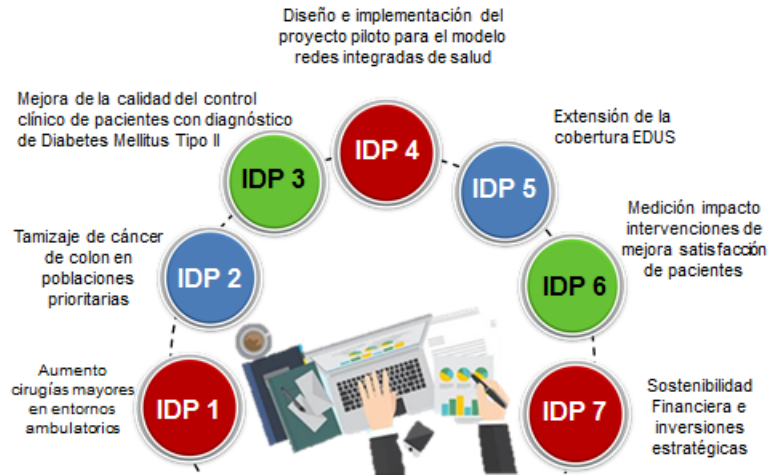 Diseño e implementación del
proyecto piloto para el modelo
redes integradas de salud
Mejora de la calidad del control
clínico de pacientes con diagnóstico
de Diabetes Mellitus Tipo II
IDP 4
Extensión de la
cobertura EDUS
IDP 3
IDP 5
Medición impacto
intervenciones de
mejora satisfacción
de pacientes
Tamizaje de cáncer
de colon en
poblaciones
prioritarias
IDP 2
IDP 6
Aumento
cirugías mayores
en entornos
ambulatorios
IDP 1
IDP 7
Sostenibilidad
Financiera e
inversiones
estratégicas